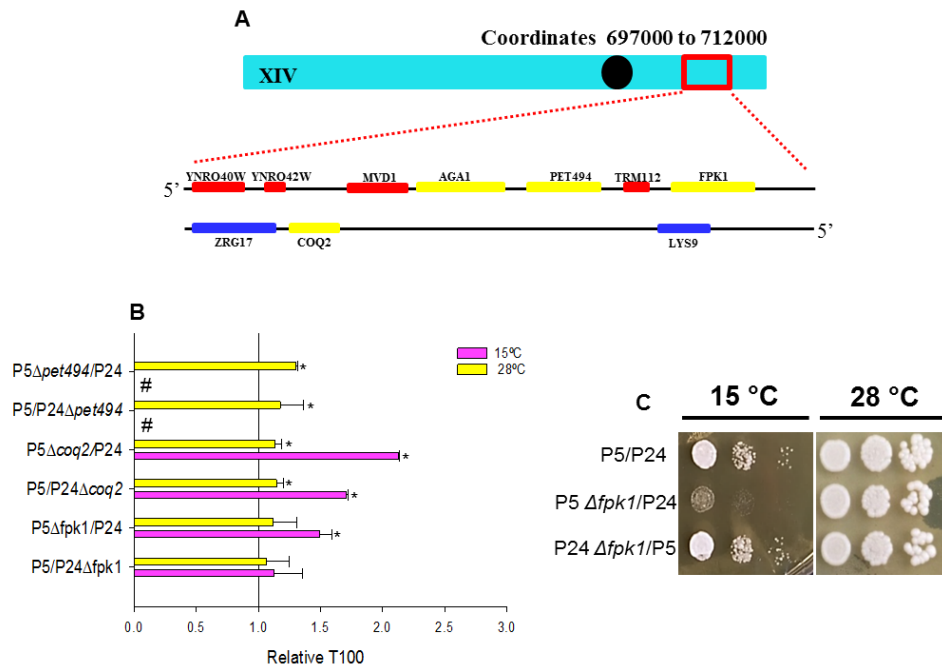 A
Coordinates 697000 to 712000
XIV
YNRO40W YNRO42W MVD1 AGA1 PET494 TRM112 FPK1
5’
5’
ZRG17 COQ2 LYS9
B
15ºC
28ºC
P5Δpet494/P24
#
P5/P24Δpet494
#
P5Δcoq2/P24
P5/P24Δcoq2
P5Δfpk1/P24
P5/P24Δfpk1
* * * * * * *
0.0 0.5 1.0 1.5 2.0 2.5 3.0
Relative T100
C
15 °C 28 °C
P5/P24
P5 Δfpk1/P24
P24 Δfpk1/P5